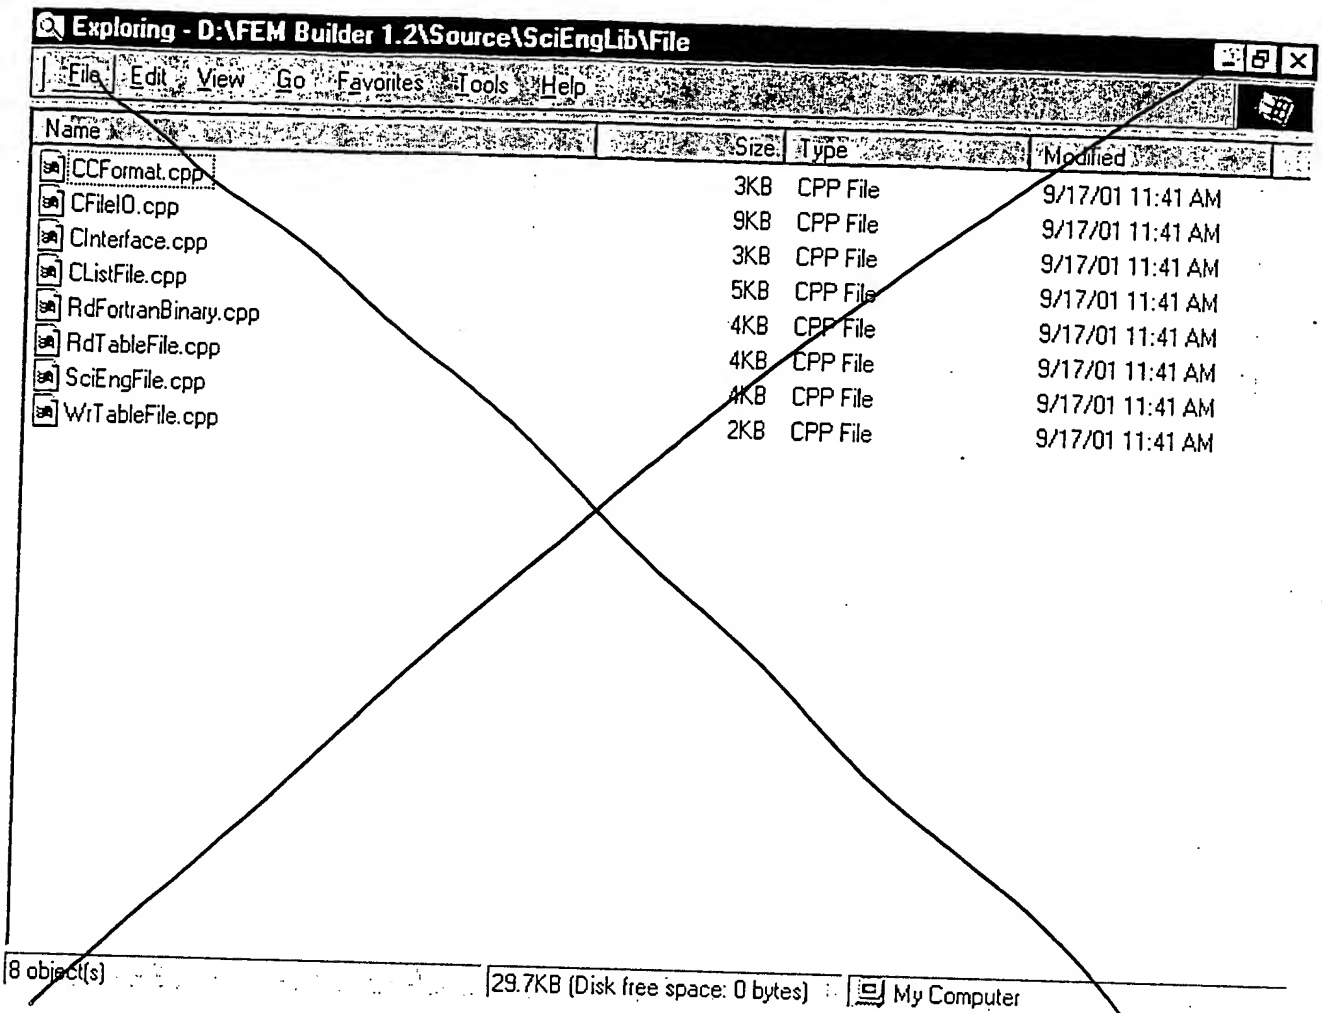 Exploring - D:\FEM Builder 1.2\Source\SciEngLib\File
File Edit View Go Favorites Tools Help
Name Size Type Modified
CCFormat.cpp 3KB CPP File 9/17/01 11:41 AM
CFileIO.cpp 9KB CPP File 9/17/01 11:41 AM
CInterface.cpp 3KB CPP File 9/17/01 11:41 AM
CListFile.cpp 5KB CPP File 9/17/01 11:41 AM
RdFortranBinary.cpp 4KB CPP File 9/17/01 11:41 AM
RdTableFile.cpp 4KB CPP File 9/17/01 11:41 AM
SciEngFile.cpp 4KB CPP File 9/17/01 11:41 AM
WrTableFile.cpp 2KB CPP File 9/17/01 11:41 AM
8 object(s) 29.7KB (Disk free space: 0 bytes) My Computer